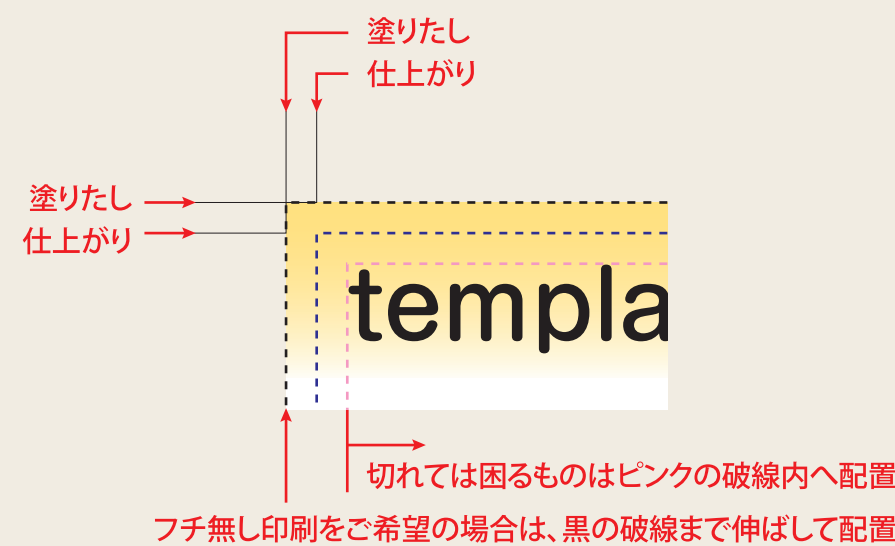 塗りたし
仕上がり
塗りたし
仕上がり
templa
切れては困るものはピンクの破線内へ配置
フチ無し印刷をご希望の場合は、黒の破線まで伸ばして配置